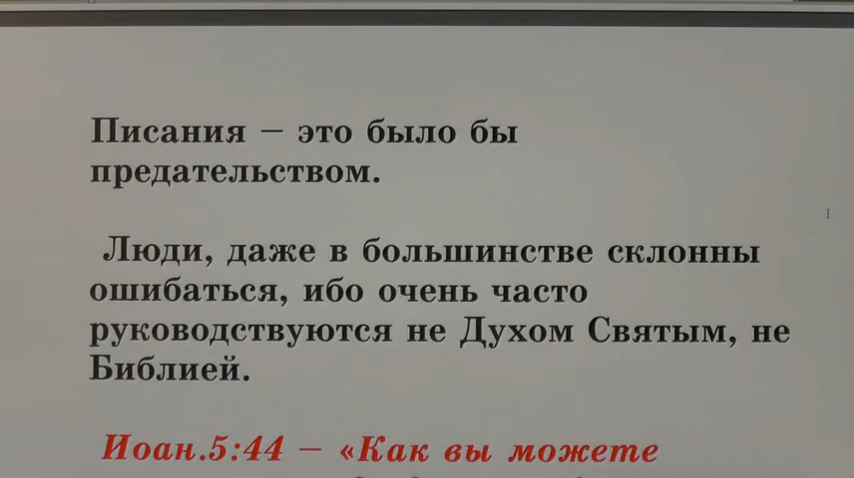 Писания – это было бы
предательством.
Люди, даже в большинстве склонны
ошибаться, ибо очень часто
руководствуются не Духом Святым, не
Библией.
Иоан.5:44 – «Как вы можете